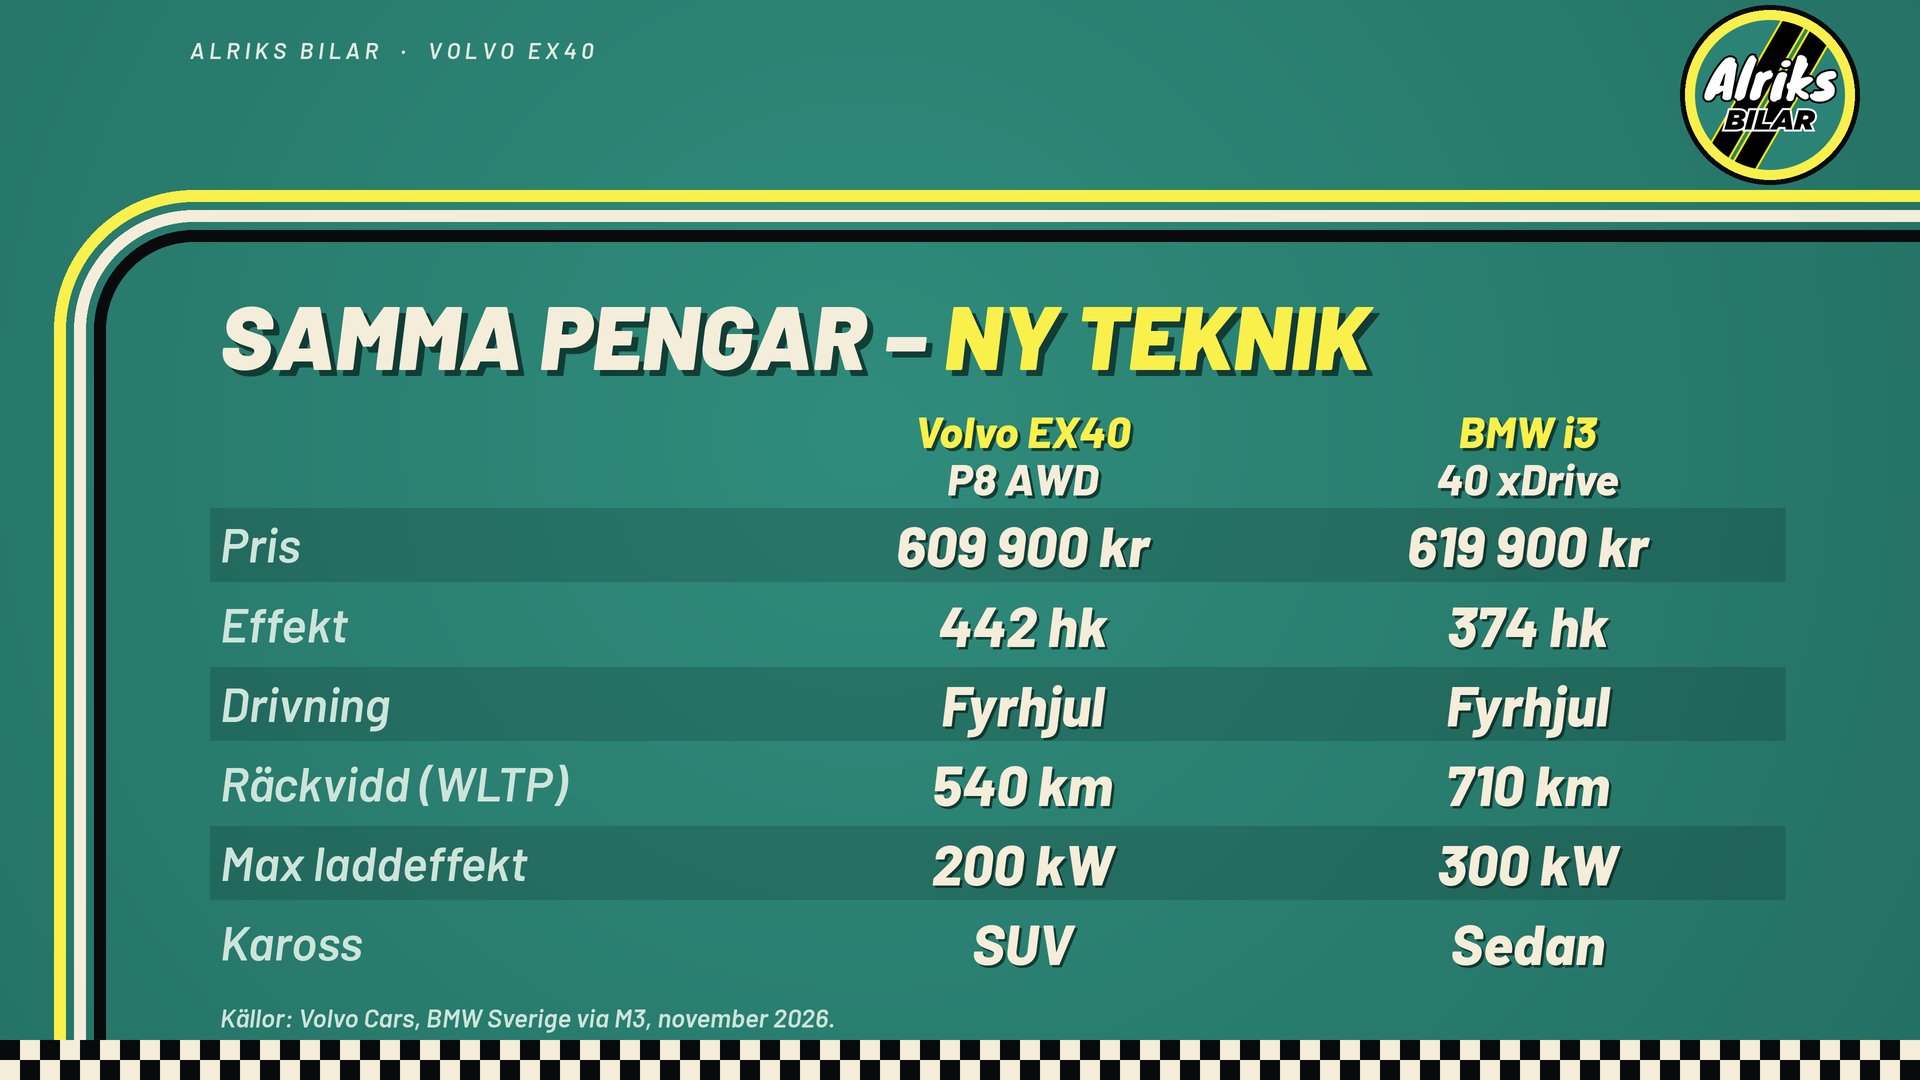 ALRIKS BILAR · VOLVO EX40
Alriks
BILAR
SAMMA PENGAR – NY TEKNIK
Volvo EX40 BMW i3
P8 AWD 40 xDrive
Pris 609 900 kr 619 900 kr
Effekt 442 hk 374 hk
Drivning Fyrhjul Fyrhjul
Räckvidd (WLTP) 540 km 710 km
Max laddeffekt 200 kW 300 kW
Kaross SUV Sedan
Källor: Volvo Cars, BMW Sverige via M3, november 2026.